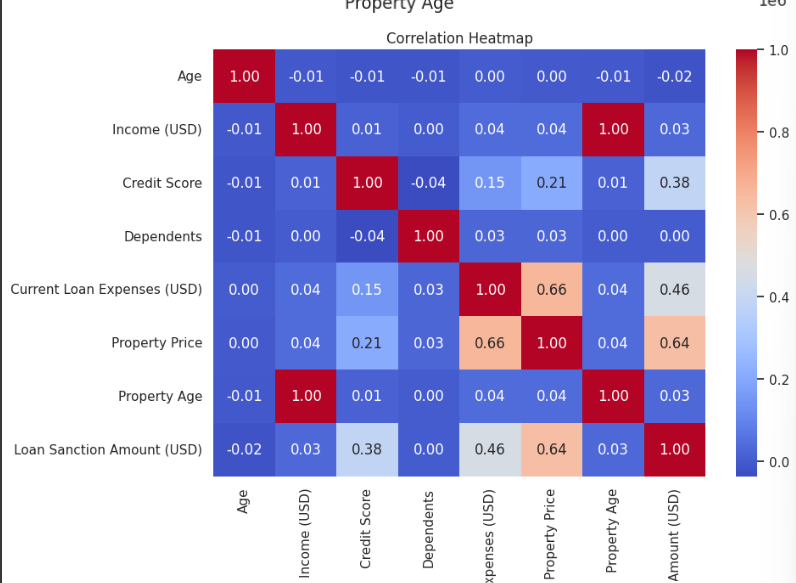 Property Age
1e6
Correlation Heatmap
Age 1.00 -0.01 -0.01 -0.01 0.00 0.00 -0.01 -0.02
Income (USD) -0.01 1.00 0.01 0.00 0.04 0.04 1.00 0.03
Credit Score -0.01 0.01 1.00 -0.04 0.15 0.21 0.01 0.38
Dependents -0.01 0.00 -0.04 1.00 0.03 0.03 0.00 0.00
Current Loan Expenses (USD) 0.00 0.04 0.15 0.03 1.00 0.66 0.04 0.46
Property Price 0.00 0.04 0.21 0.03 0.66 1.00 0.04 0.64
Property Age -0.01 1.00 0.01 0.00 0.04 0.04 1.00 0.03
Loan Sanction Amount (USD) -0.02 0.03 0.38 0.00 0.46 0.64 0.03 1.00
Age
Income (USD)
Credit Score
Dependents
xpenses (USD)
Property Price
Property Age
Amount (USD)
1.0
0.8
0.6
0.4
0.2
0.0